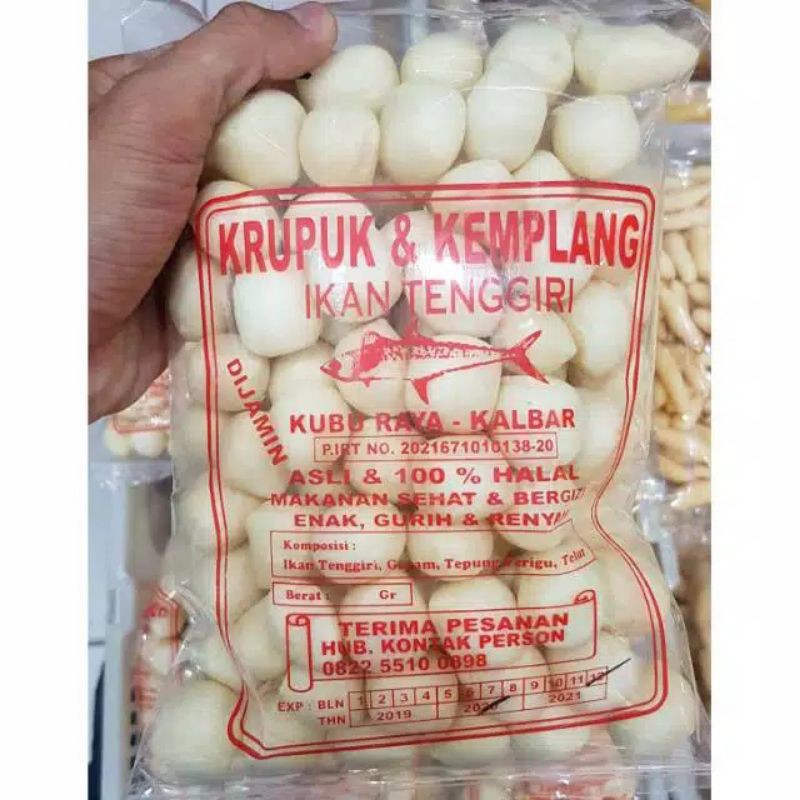 KRUPUK & KEMPLANG
IKAN TENGGIRI
DIJAMIN
KUBU RAYA - KALBAR
P.IRT NO. 2021671010138-20
ASLI & 100 % HALAL
MAKANAN SEHAT & BERGIZI
ENAK, GURIH & RENYAH
Komposisi :
Ikan Tenggiri, Garam, Tepung Terigu, Telur
Berat : Gr
TERIMA PESANAN
HUB. KONTAK PERSON
0822 5510 0898
EXP : BLN 1 2 3 4 5 6 7 8 9 10 11 12
THN 2019 2020 2021